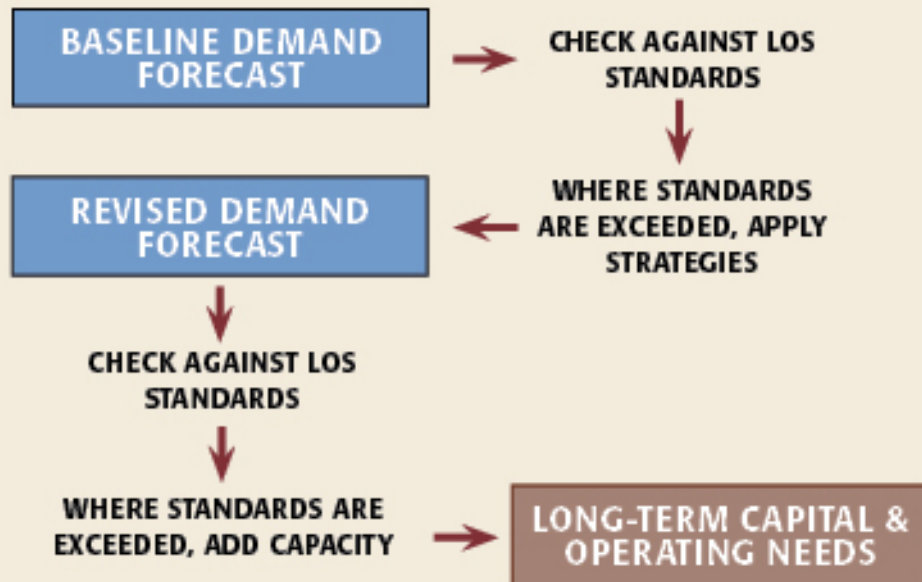 BASELINE DEMAND
FORECAST
CHECK AGAINST LOS
STANDARDS
WHERE STANDARDS
ARE EXCEEDED, APPLY
STRATEGIES
REVISED DEMAND
FORECAST
CHECK AGAINST LOS
STANDARDS
WHERE STANDARDS ARE
EXCEEDED, ADD CAPACITY
LONG-TERM CAPITAL &
OPERATING NEEDS